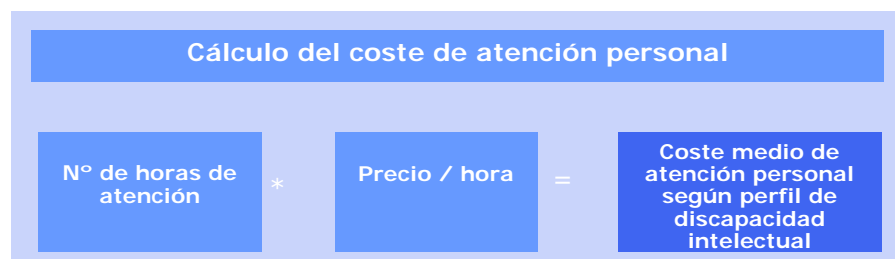 Cálculo del coste de atención personal
Nº de horas de
atención
*
Precio / hora
=
Coste medio de
atención personal
según perfil de
discapacidad
intelectual